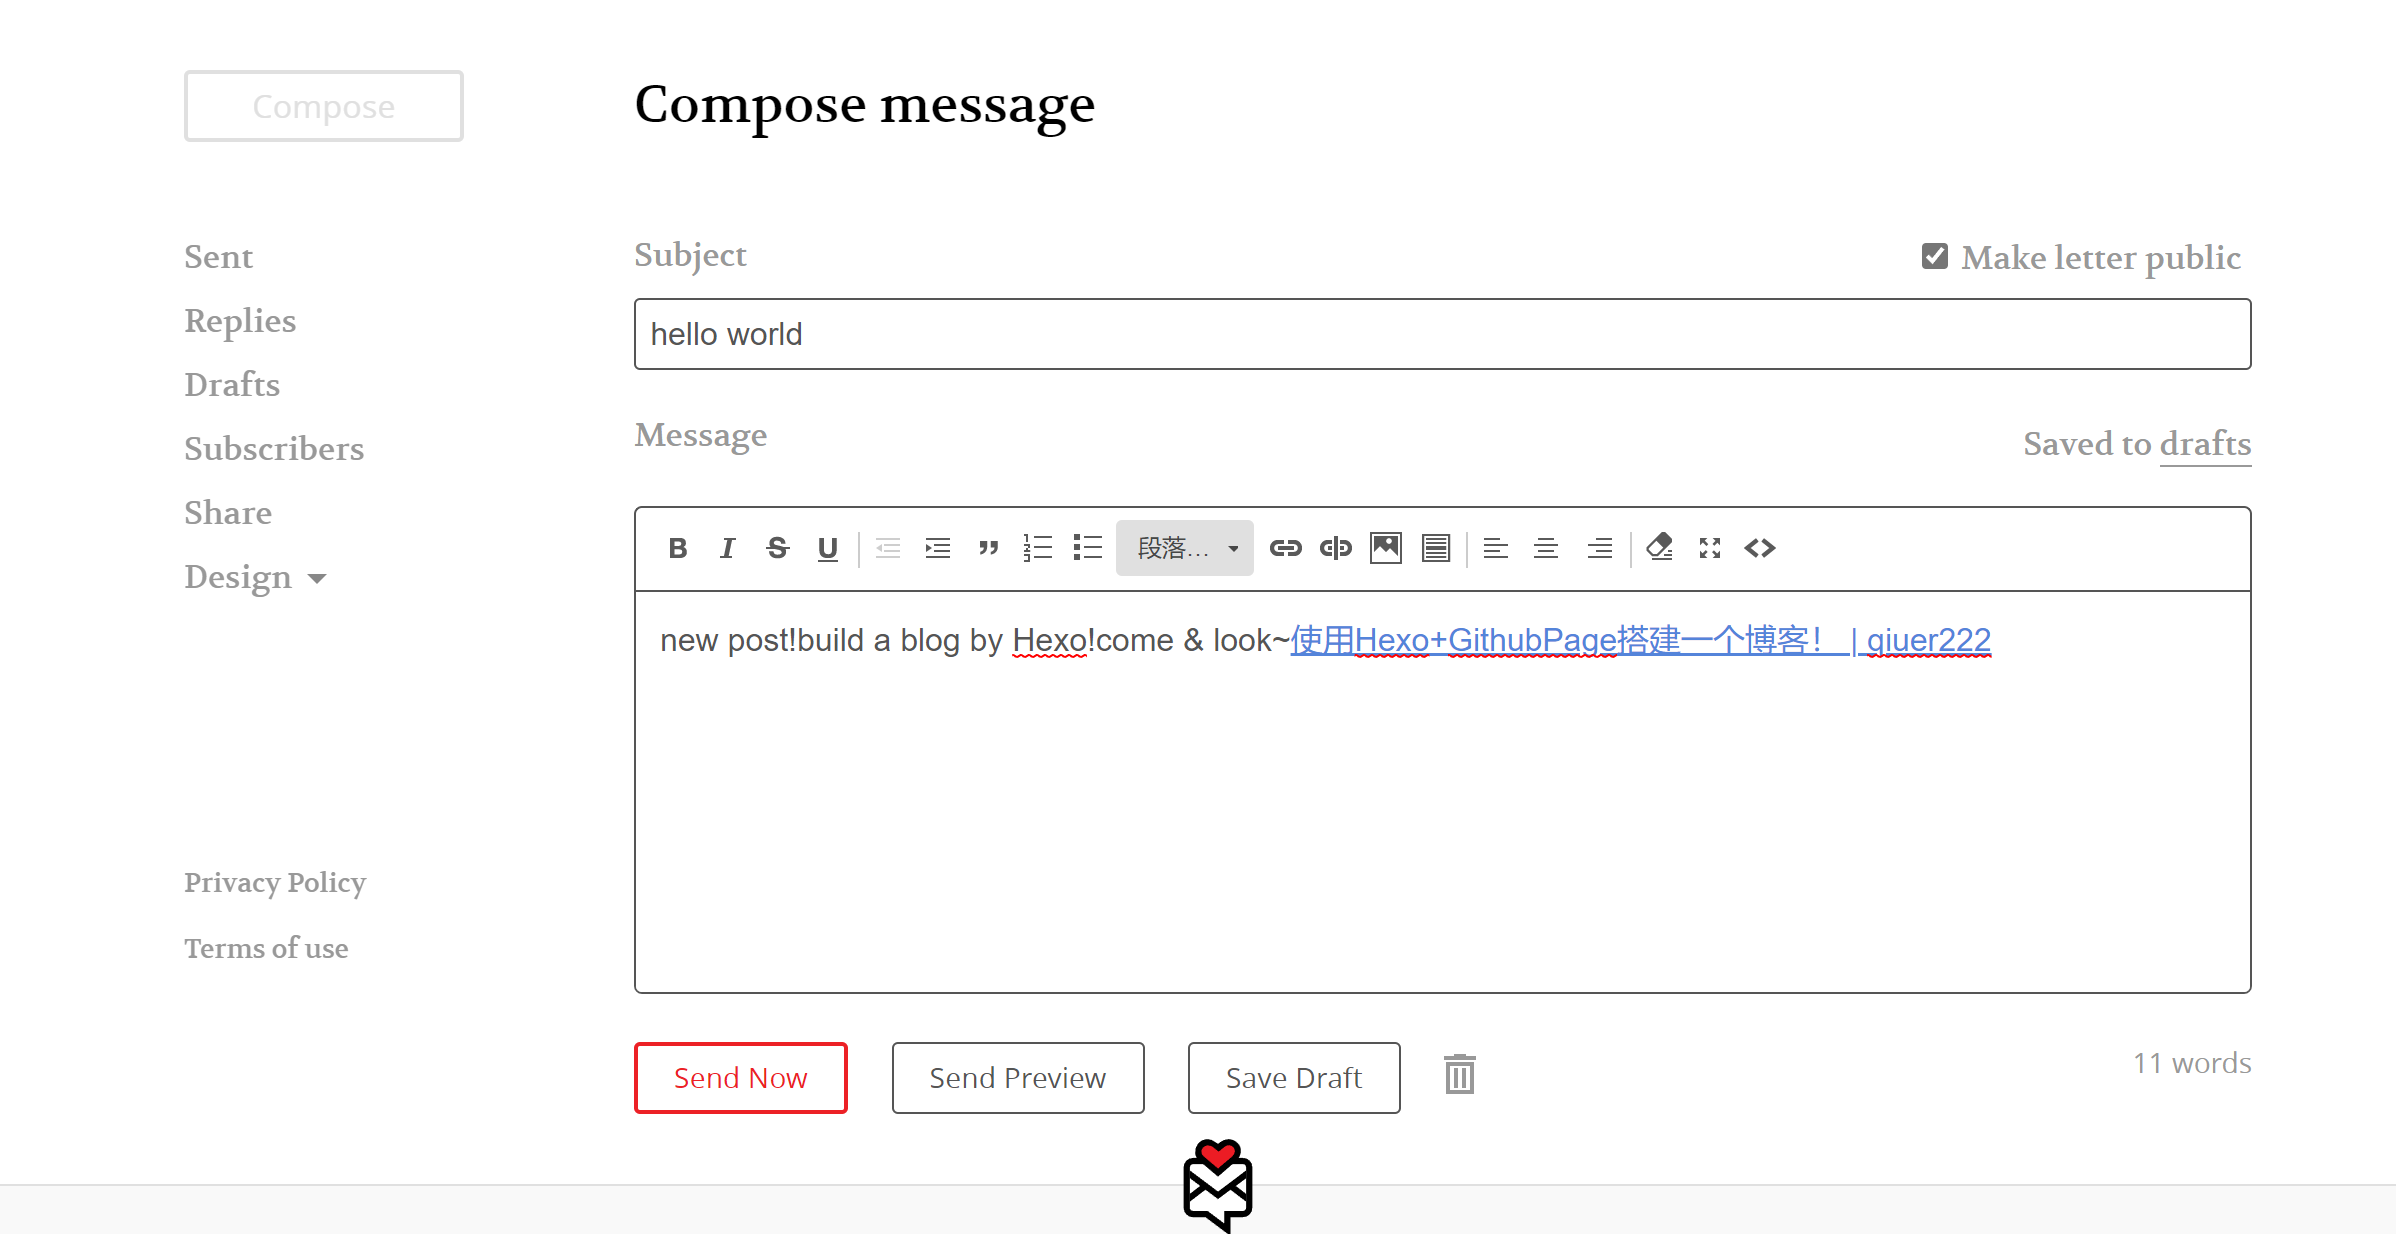 Compose
Compose message
Sent
Replies
Drafts
Subscribers
Share
Design
Privacy Policy
Terms of use
Subject
Make letter public
hello world
Message
Saved to drafts
B I S U 段落...
new post!build a blog by Hexo!come & look~使用Hexo+GithubPage搭建一个博客！ | qiuer222
Send Now
Send Preview
Save Draft
11 words